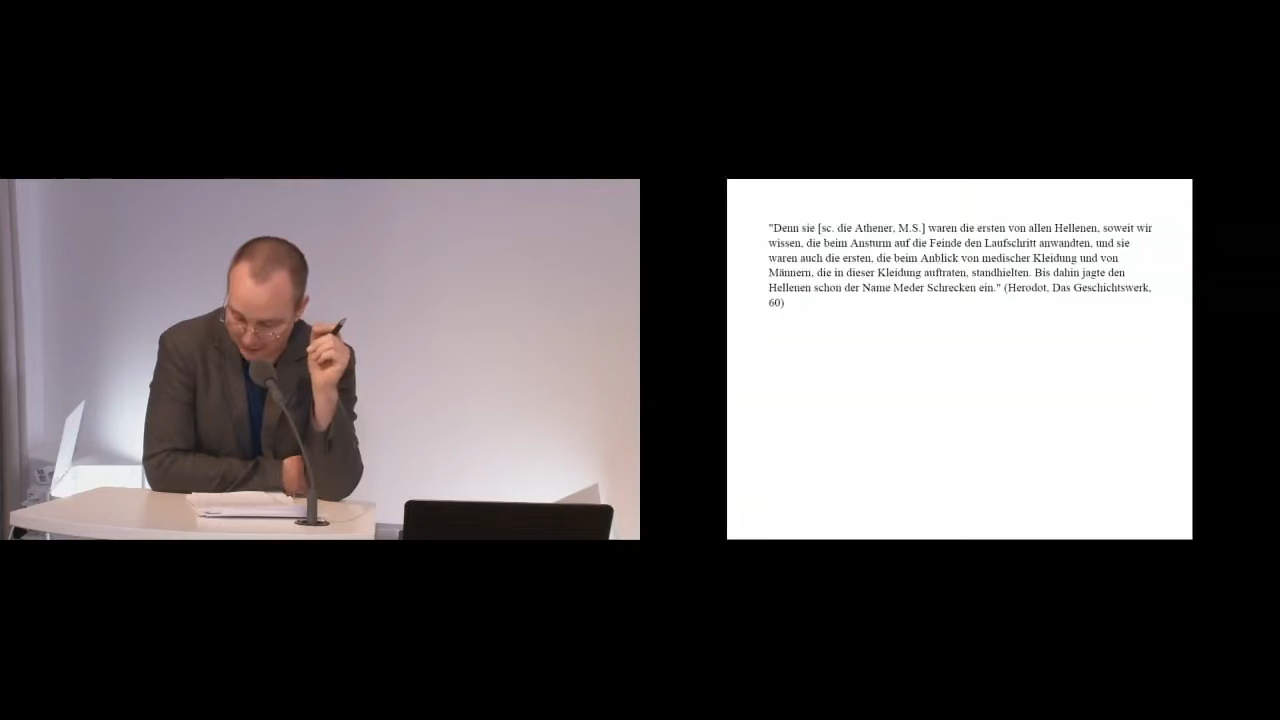 "Denn sie [sc. die Athener, M.S.] waren die ersten von allen Hellenen, soweit wir
wissen, die beim Ansturm auf die Feinde den Laufschritt anwandten, und sie
waren auch die ersten, die beim Anblick von medischer Kleidung und von
Männern, die in dieser Kleidung auftraten, standhielten. Bis dahin jagte den
Hellenen schon der Name Meder Schrecken ein." (Herodot, Das Geschichtswerk,
60)